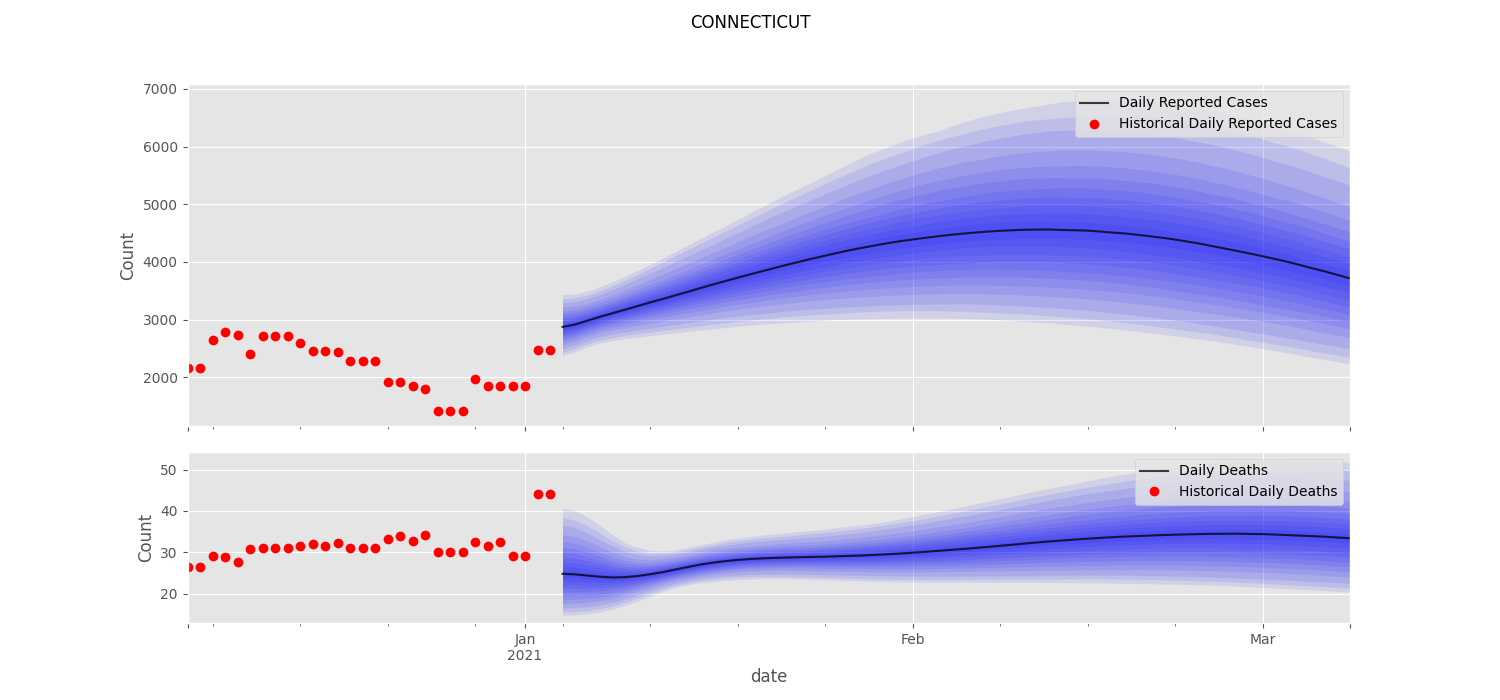 CONNECTICUT
7000
6000
5000
4000
3000
2000
Count
Daily Reported Cases
Historical Daily Reported Cases
50
40
30
20
Count
Daily Deaths
Historical Daily Deaths
Jan
2021
Feb
Mar
date